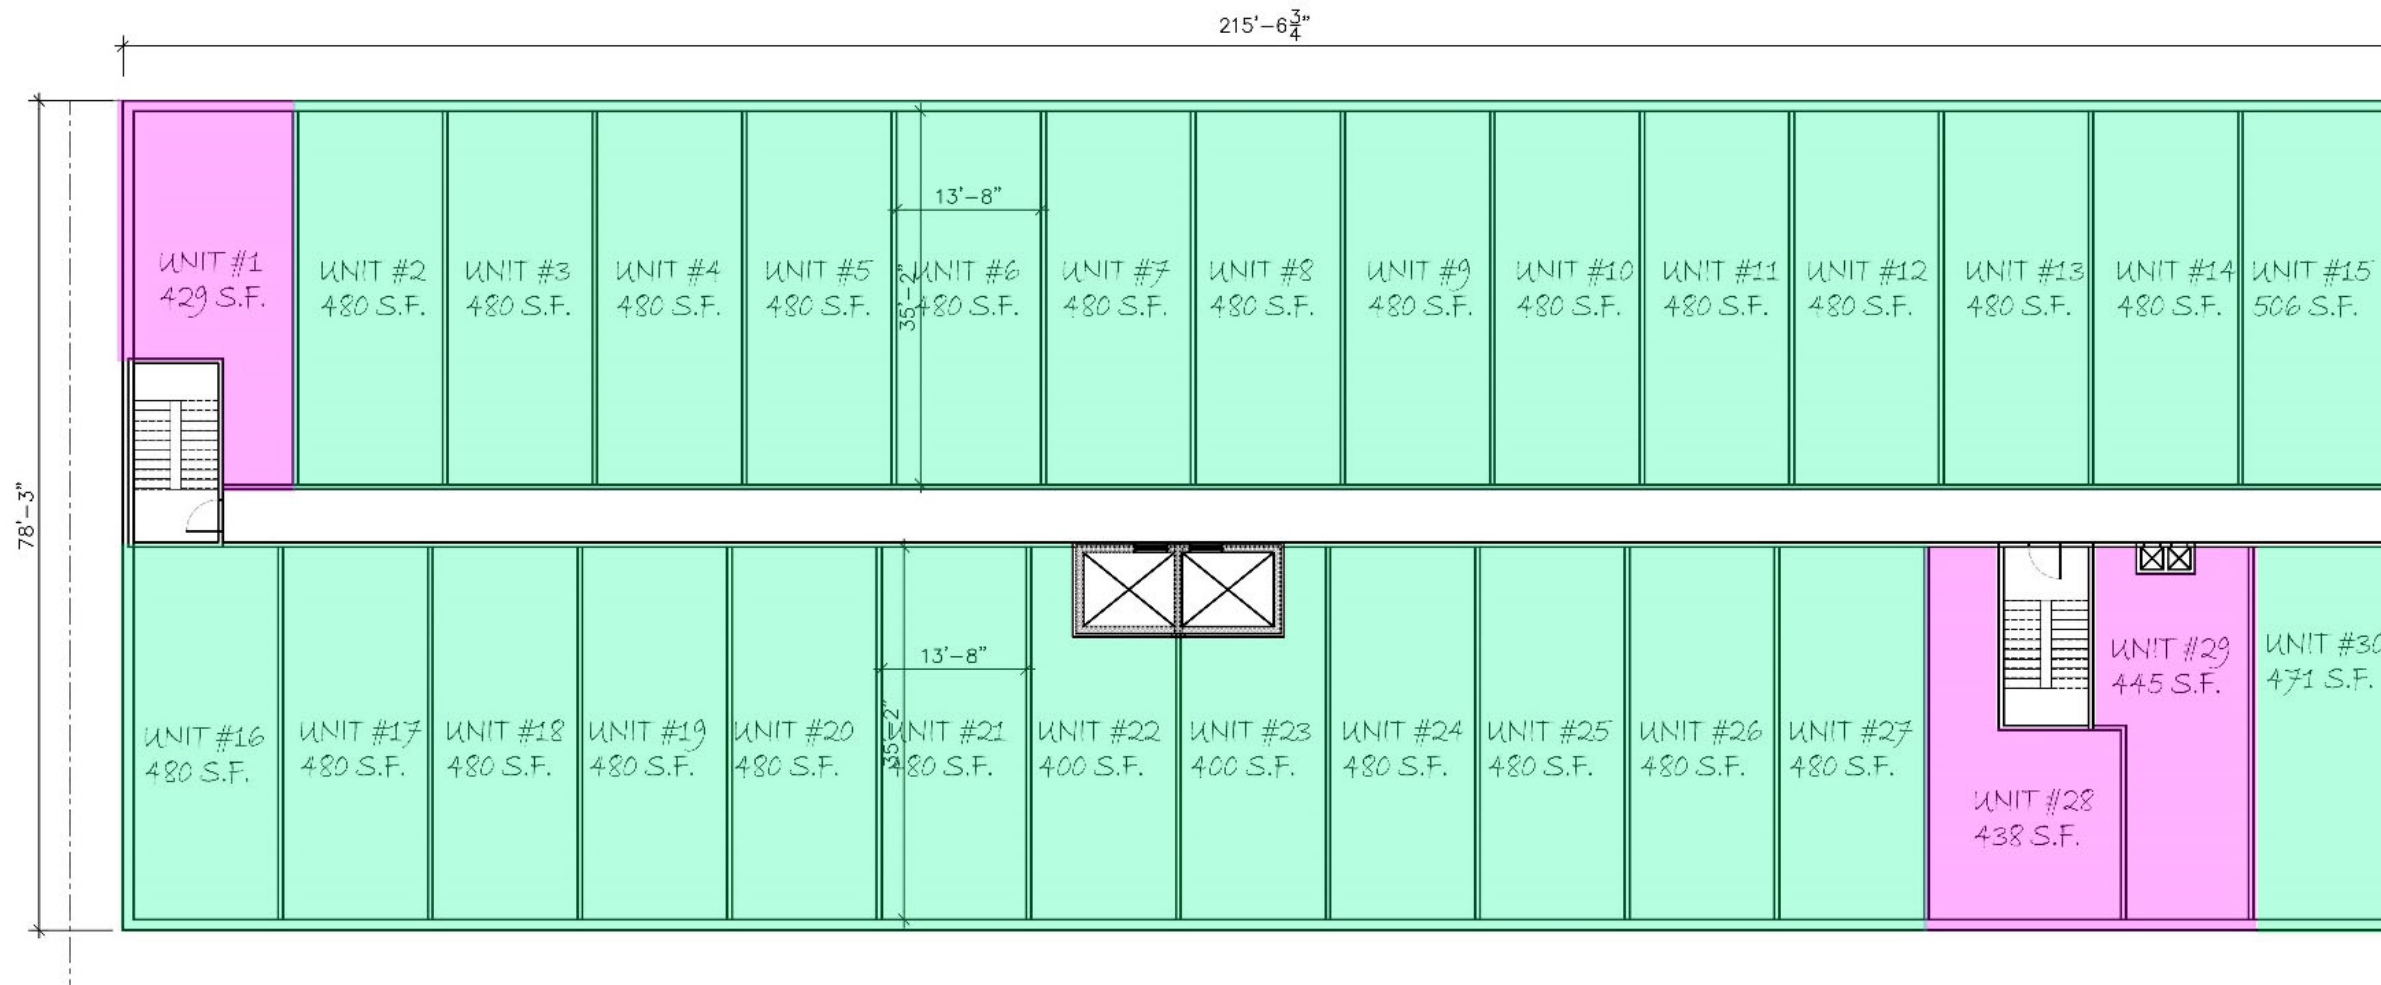 215'-6 3/4"
UNIT #1
429 S.F.
UNIT #2
480 S.F.
UNIT #3
480 S.F.
UNIT #4
480 S.F.
UNIT #5
480 S.F.
13'-8"
35'-2"
UNIT #6
480 S.F.
UNIT #7
480 S.F.
UNIT #8
480 S.F.
UNIT #9
480 S.F.
UNIT #10
480 S.F.
UNIT #11
480 S.F.
UNIT #12
480 S.F.
UNIT #13
480 S.F.
UNIT #14
480 S.F.
UNIT #15
506 S.F.
78'-3"
UNIT #16
480 S.F.
UNIT #17
480 S.F.
UNIT #18
480 S.F.
UNIT #19
480 S.F.
UNIT #20
480 S.F.
13'-8"
35'-2"
UNIT #21
480 S.F.
UNIT #22
400 S.F.
UNIT #23
400 S.F.
UNIT #24
480 S.F.
UNIT #25
480 S.F.
UNIT #26
480 S.F.
UNIT #27
480 S.F.
UNIT #28
438 S.F.
UNIT #29
445 S.F.
UNIT #30
471 S.F.